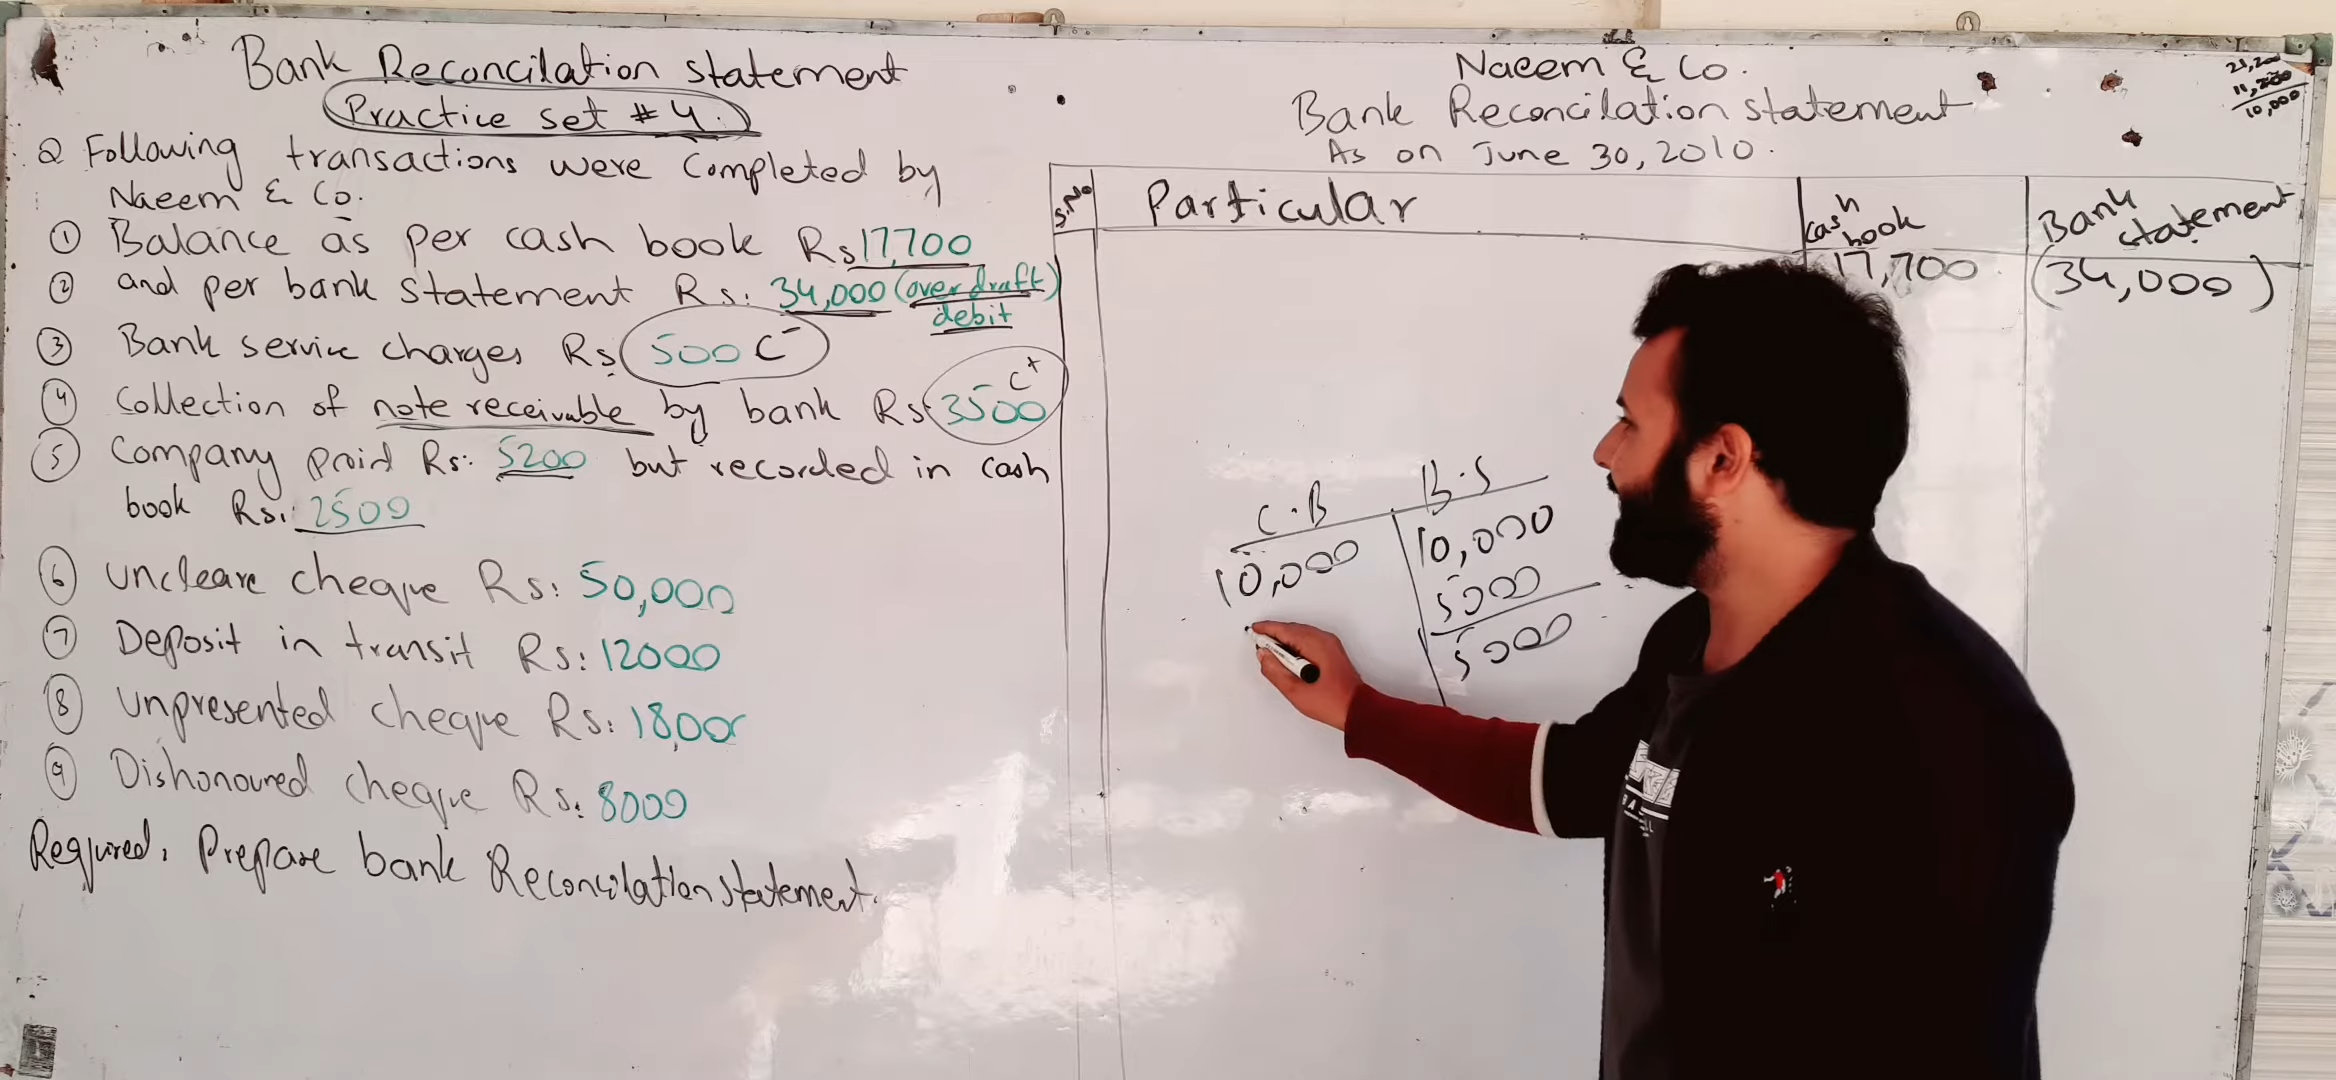 Bank Reconcilation statement
Practice set # 4.
Q Following transactions were completed by
Naeem & Co.
① Balance as per cash book Rs 17,700
② and per bank statement Rs: 34,000 (over draft)
debit
③ Bank service charges Rs 500 C-
④ Collection of note receivable by bank Rs 3500 C+
⑤ Company paid Rs: 5200 but recorded in cash
book Rs: 2500
⑥ uncleare cheque Rs: 50,000
⑦ Deposit in transit Rs: 12000
⑧ unpresented cheque Rs: 18,000
⑨ Dishonoured cheque Rs: 8000
Required: Prepare bank Reconcilation statement.
Naeem & Co.
Bank Reconcilation statement
As on June 30, 2010.
21,200
11,200
10,000
S.No Particular Cash book Bank statement
17,700 (34,000)
C.B B.S
10,000 10,000
5000
5000